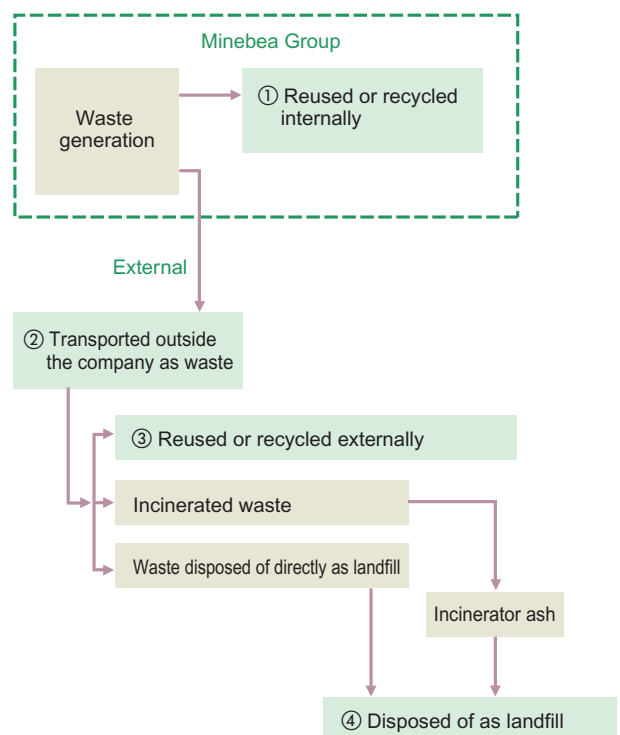 Minebea Group
Waste
generation
① Reused or recycled
internally
External
② Transported outside
the company as waste
③ Reused or recycled externally
Incinerated waste
Waste disposed of directly as landfill
Incinerator ash
④ Disposed of as landfill